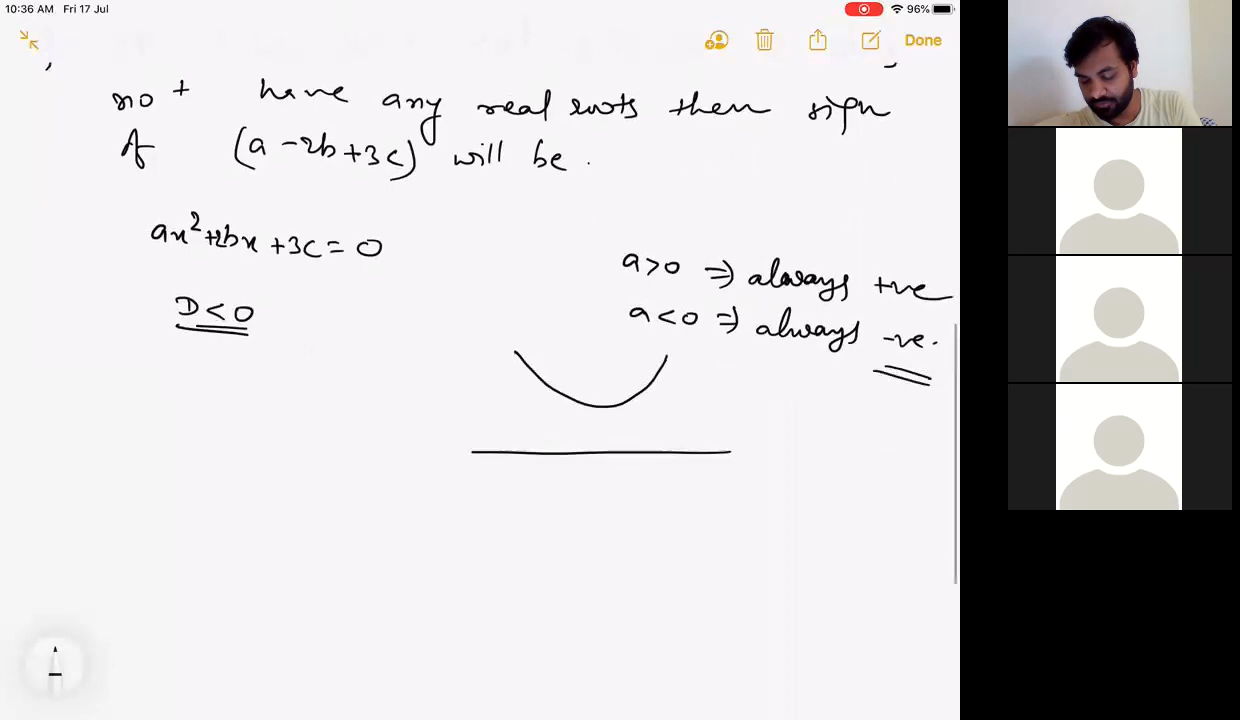 10:36 AM Fri 17 Jul
96%
Done
not have any real roots then sign
of (a - 2b + 3c) will be .
ax² + 2bx + 3c = 0
a > 0 ⇒ always +ve
D < 0
a < 0 ⇒ always -ve.